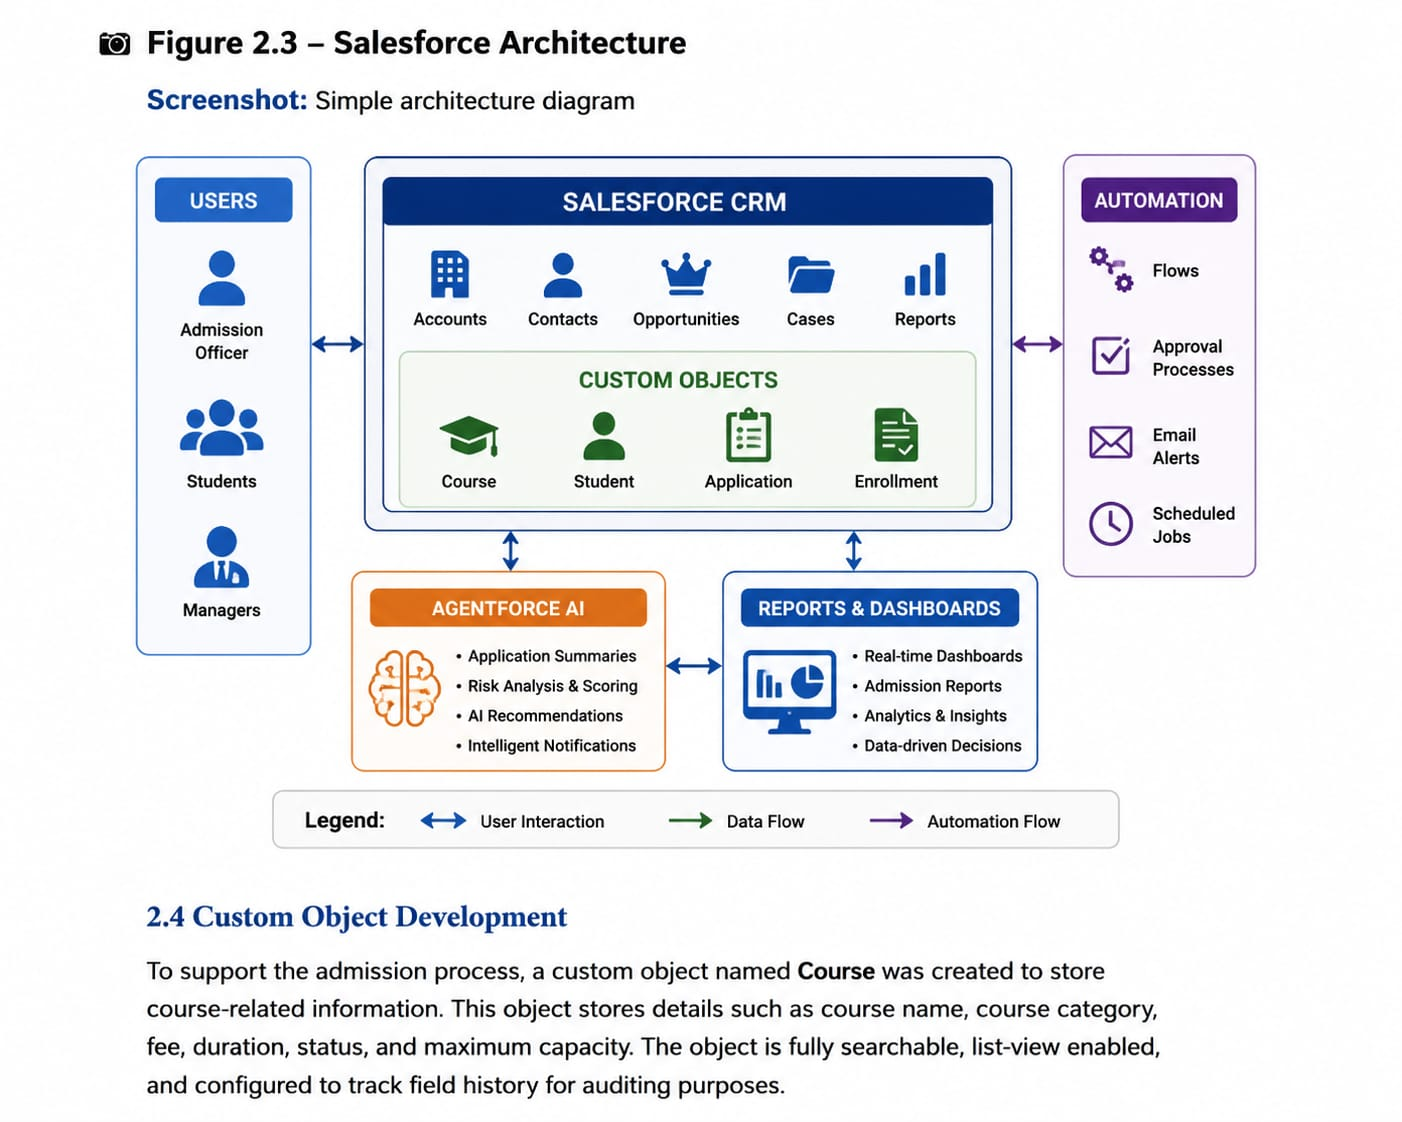 Figure 2.3 – Salesforce Architecture
Screenshot: Simple architecture diagram
USERS
Admission
Officer
Students
Managers
SALESFORCE CRM
Accounts
Contacts
Opportunities
Cases
Reports
CUSTOM OBJECTS
Course
Student
Application
Enrollment
AUTOMATION
Flows
Approval
Processes
Email
Alerts
Scheduled
Jobs
AGENTFORCE AI
• Application Summaries
• Risk Analysis & Scoring
• AI Recommendations
• Intelligent Notifications
REPORTS & DASHBOARDS
• Real-time Dashboards
• Admission Reports
• Analytics & Insights
• Data-driven Decisions
Legend:
User Interaction
Data Flow
Automation Flow
2.4 Custom Object Development
To support the admission process, a custom object named Course was created to store
course-related information. This object stores details such as course name, course category,
fee, duration, status, and maximum capacity. The object is fully searchable, list-view enabled,
and configured to track field history for auditing purposes.